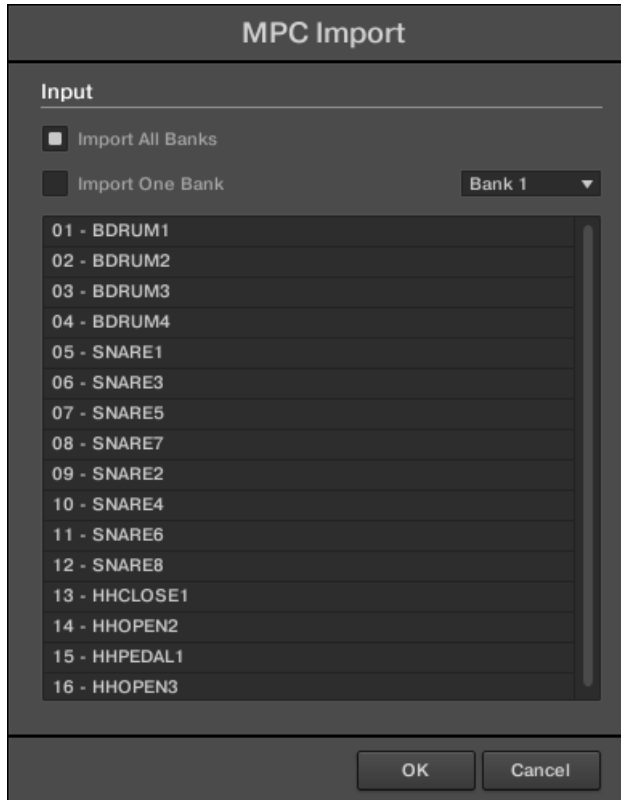 MPC Import
Input
Import All Banks
Import One Bank Bank 1
01 - BDRUM1
02 - BDRUM2
03 - BDRUM3
04 - BDRUM4
05 - SNARE1
06 - SNARE3
07 - SNARE5
08 - SNARE7
09 - SNARE2
10 - SNARE4
11 - SNARE6
12 - SNARE8
13 - HHCLOSE1
14 - HHOPEN2
15 - HHPEDAL1
16 - HHOPEN3
OK Cancel